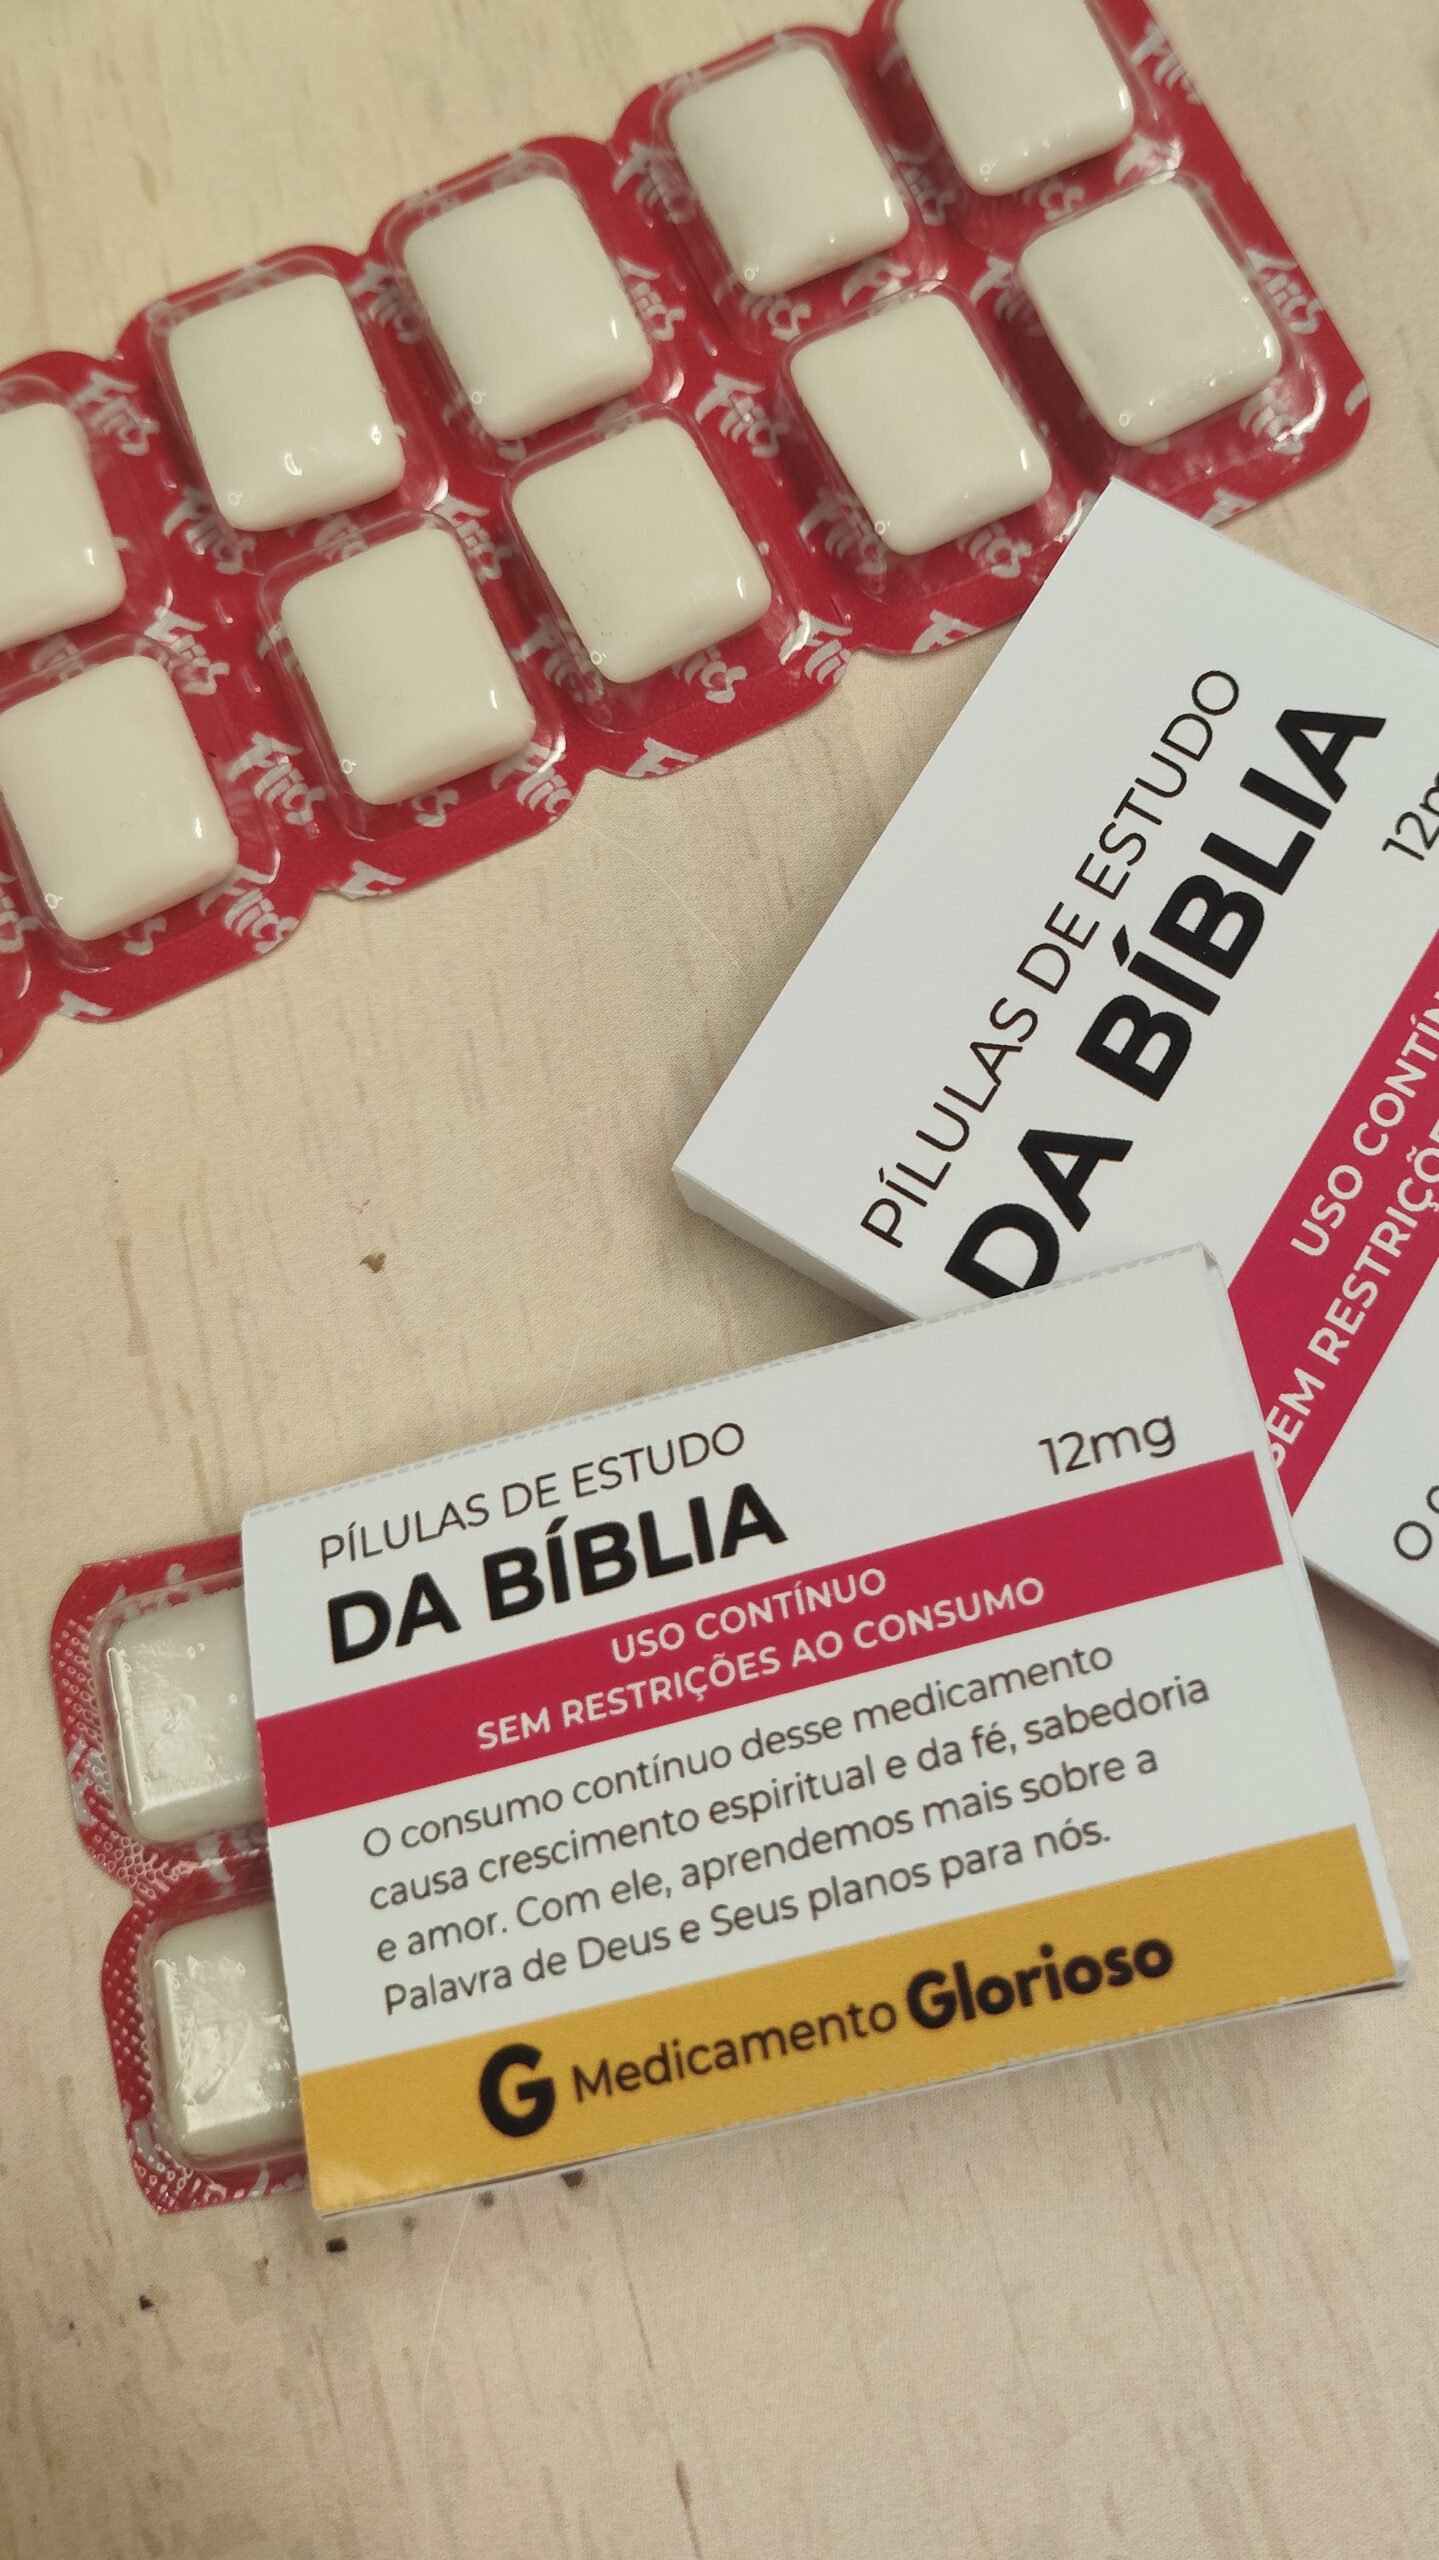 Flics
PÍLULAS DE ESTUDO
DA BÍBLIA
USO
SEM
PÍLULAS DE ESTUDO
DA BÍBLIA
12mg
USO CONTÍNUO
SEM RESTRIÇÕES AO CONSUMO
O consumo contínuo desse medicamento
causa crescimento espiritual e da fé, sabedoria
e amor. Com ele, aprendemos mais sobre a
Palavra de Deus e Seus planos para nós.
G Medicamento Glorioso